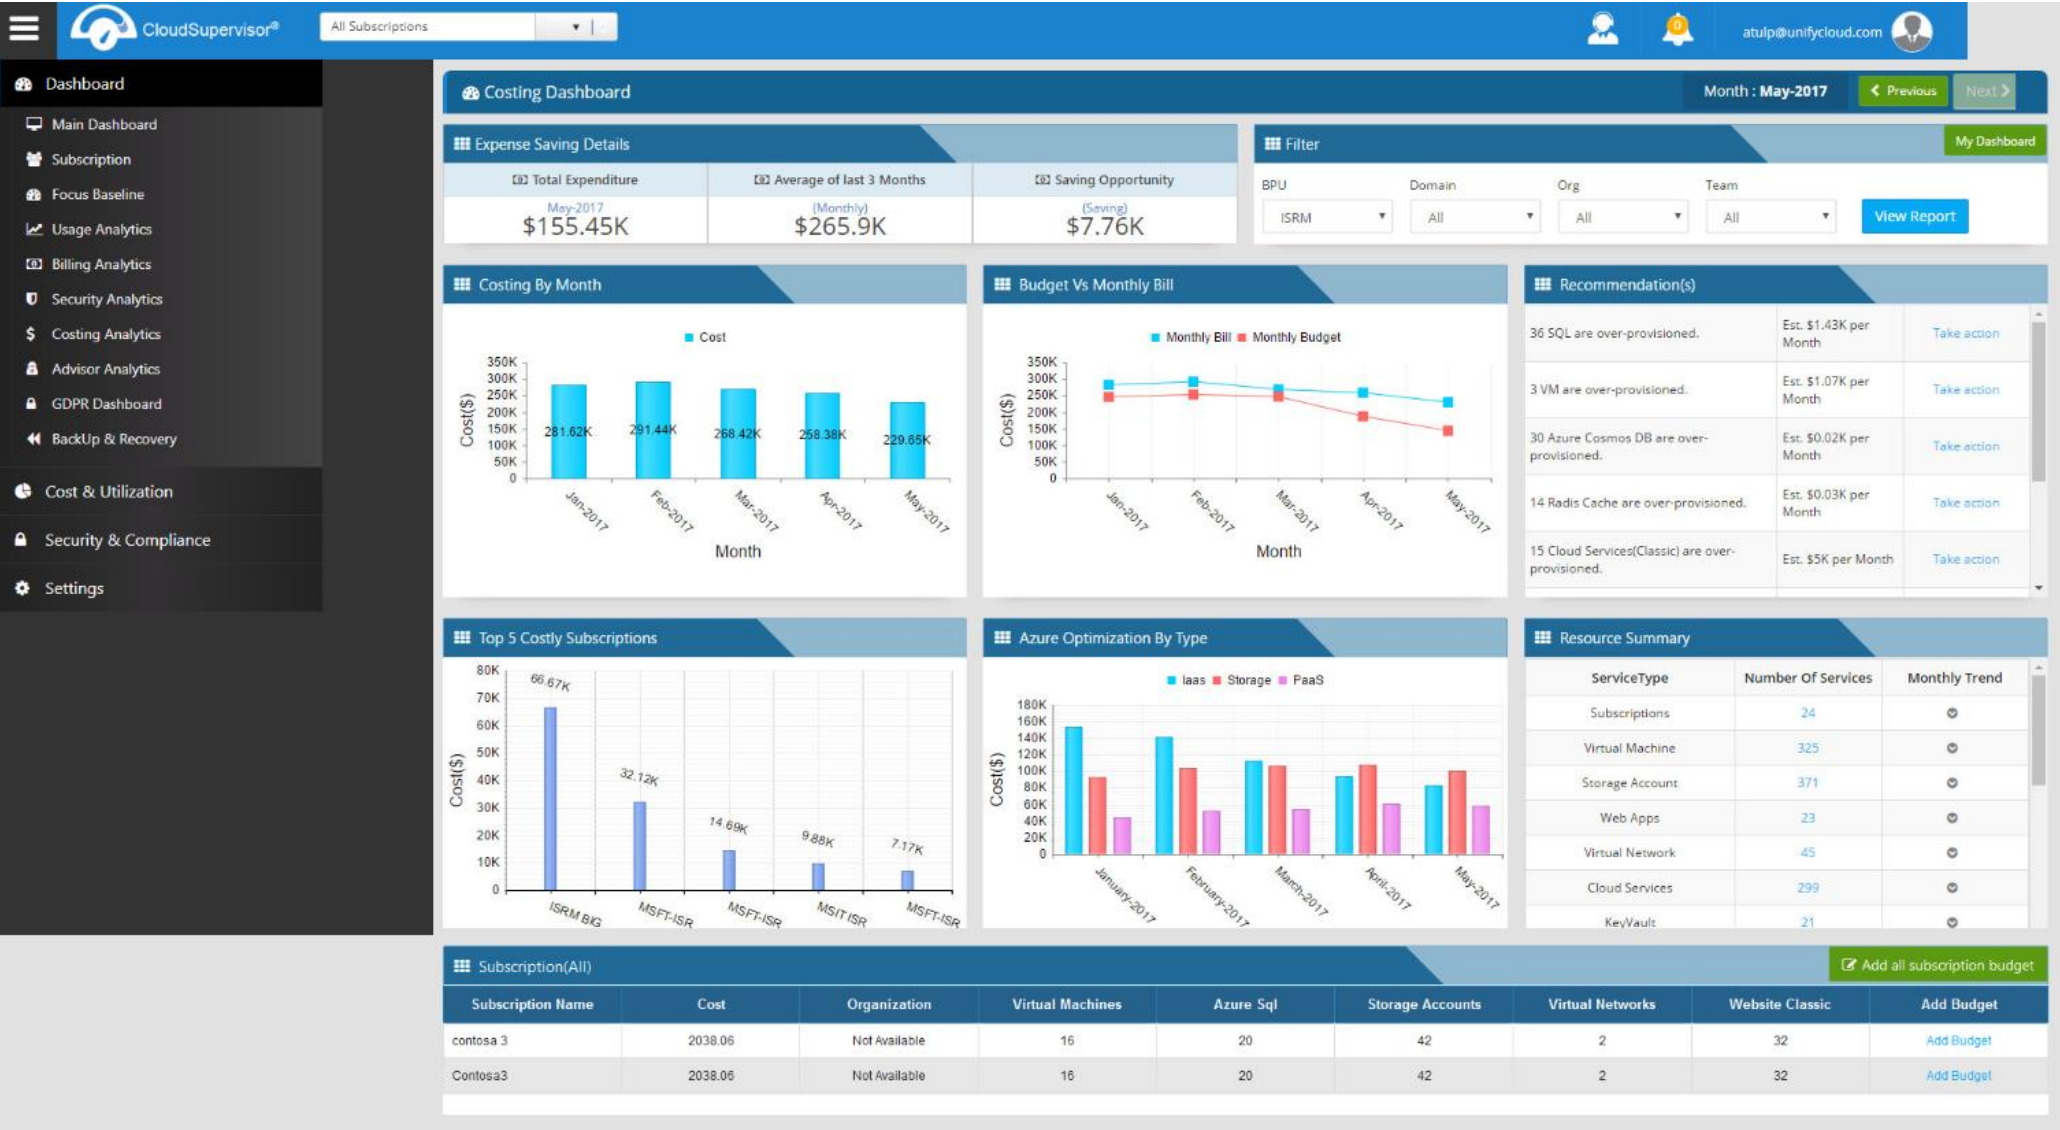 CloudSupervisor®
All Subscriptions
0
atulp@unifycloud.com
Dashboard
Main Dashboard
Subscription
Focus Baseline
Usage Analytics
Billing Analytics
Security Analytics
Costing Analytics
Advisor Analytics
GDPR Dashboard
BackUp & Recovery
Cost & Utilization
Security & Compliance
Settings
Costing Dashboard
Month : May-2017
Previous
Next
Expense Saving Details
Total Expenditure
Average of last 3 Months
Saving Opportunity
May-2017
(Monthly)
(Saving)
$155.45K
$265.9K
$7.76K
Filter
My Dashboard
BPU
Domain
Org
Team
ISRM
All
All
All
View Report
Costing By Month
Cost
350K
300K
250K
200K
150K
100K
50K
0
Cost($)
281.62K
291.44K
268.42K
258.38K
229.65K
Jan-2017
Feb-2017
Mar-2017
Apr-2017
May-2017
Month
Budget Vs Monthly Bill
Monthly Bill
Monthly Budget
350K
300K
250K
200K
150K
100K
50K
0
Cost($)
Jan-2017
Feb-2017
Mar-2017
Apr-2017
May-2017
Month
Recommendation(s)
36 SQL are over-provisioned.
Est. $1.43K per
Month
Take action
3 VM are over-provisioned.
Est. $1.07K per
Month
Take action
30 Azure Cosmos DB are over-
provisioned.
Est. $0.02K per
Month
Take action
14 Radis Cache are over-provisioned.
Est. $0.03K per
Month
Take action
15 Cloud Services(Classic) are over-
provisioned.
Est. $5K per Month
Take action
Top 5 Costly Subscriptions
80K
70K
60K
50K
40K
30K
20K
10K
0
Cost($)
66.67K
32.12K
14.69K
9.88K
7.17K
ISRM BIG
MSFT-ISR
MSFT-ISR
MSIT ISR
MSFT-ISR
Azure Optimization By Type
Iaas
Storage
PaaS
180K
160K
140K
120K
100K
80K
60K
40K
20K
0
Cost($)
January-2017
February-2017
March-2017
April-2017
May-2017
Resource Summary
ServiceType
Number Of Services
Monthly Trend
Subscriptions
24
Virtual Machine
325
Storage Account
371
Web Apps
23
Virtual Network
45
Cloud Services
299
KeyVault
21
Subscription(All)
Add all subscription budget
Subscription Name
Cost
Organization
Virtual Machines
Azure Sql
Storage Accounts
Virtual Networks
Website Classic
Add Budget
contosa 3
2038.06
Not Available
16
20
42
2
32
Add Budget
Contosa3
2038.06
Not Available
16
20
42
2
32
Add Budget